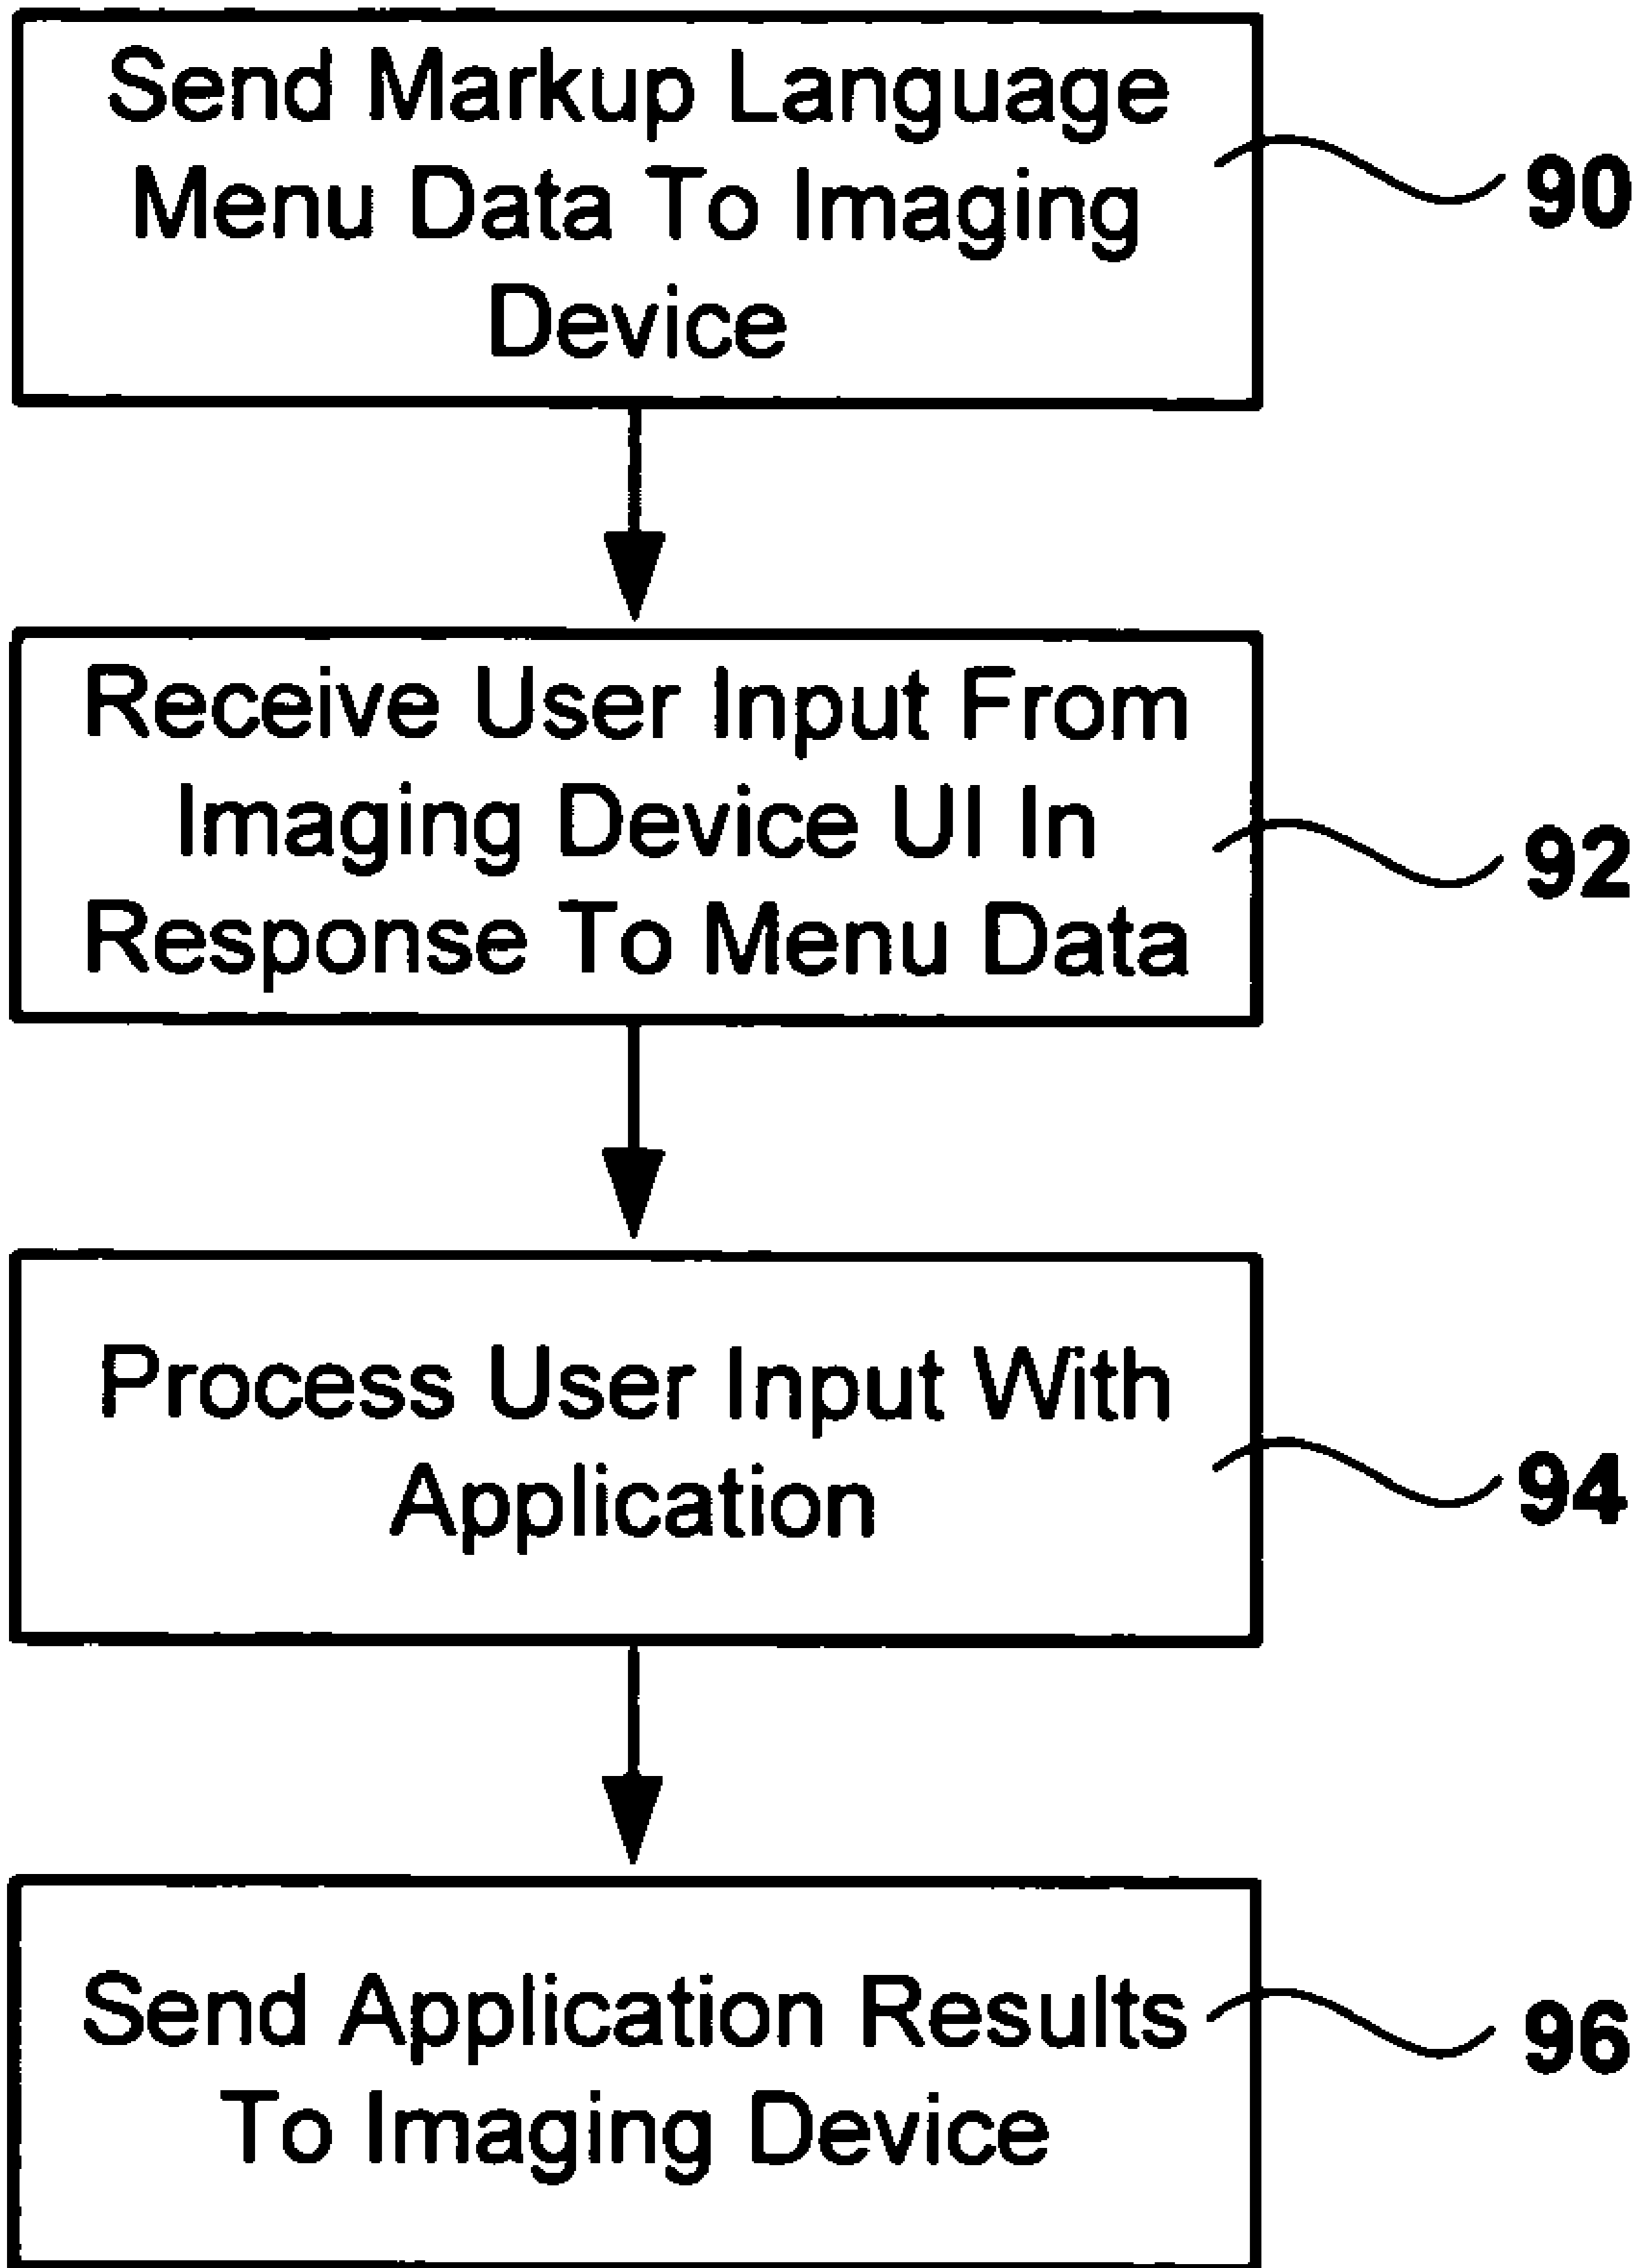 Send Markup Language
Menu Data To Imaging
Device
90
Receive User Input From
Imaging Device UI In
Response To Menu Data
92
Process User Input With
Application
94
Send Application Results
To Imaging Device
96